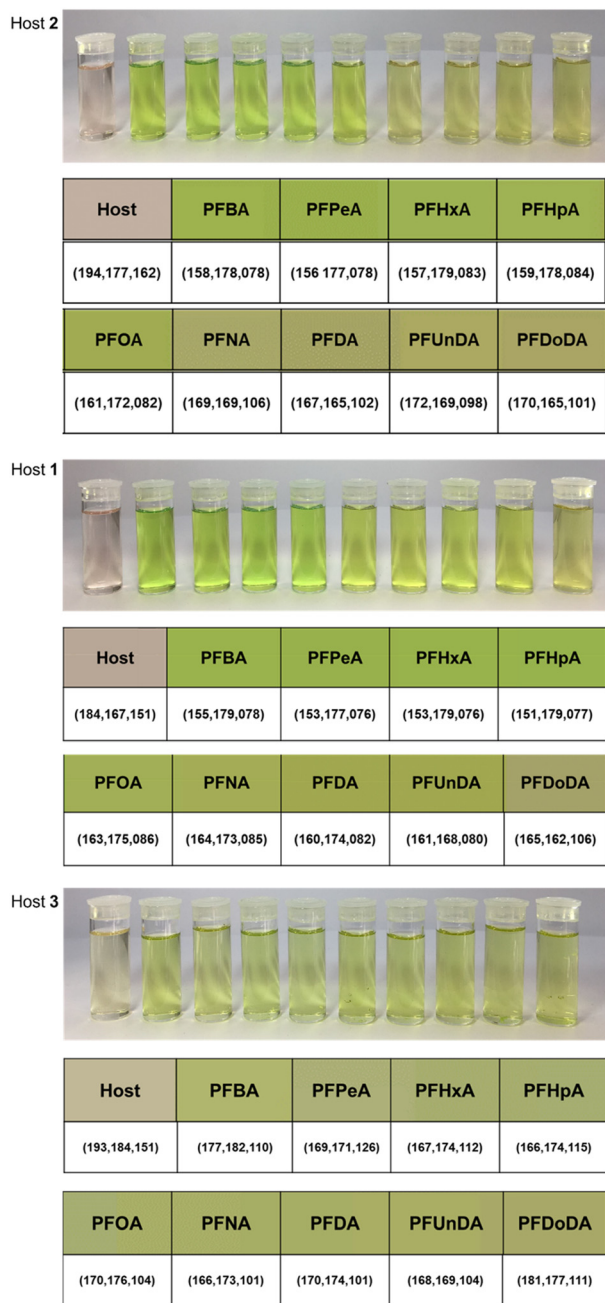 Host 2
Host PFBA PFPeA PFHxA PFHpA
(194,177,162) (158,178,078) (156 177,078) (157,179,083) (159,178,084)
PFOA PFNA PFDA PFUnDA PFDoDA
(161,172,082) (169,169,106) (167,165,102) (172,169,098) (170,165,101)
Host 1
Host PFBA PFPeA PFHxA PFHpA
(184,167,151) (155,179,078) (153,177,076) (153,179,076) (151,179,077)
PFOA PFNA PFDA PFUnDA PFDoDA
(163,175,086) (164,173,085) (160,174,082) (161,168,080) (165,162,106)
Host 3
Host PFBA PFPeA PFHxA PFHpA
(193,184,151) (177,182,110) (169,171,126) (167,174,112) (166,174,115)
PFOA PFNA PFDA PFUnDA PFDoDA
(170,176,104) (166,173,101) (170,174,101) (168,169,104) (181,177,111)